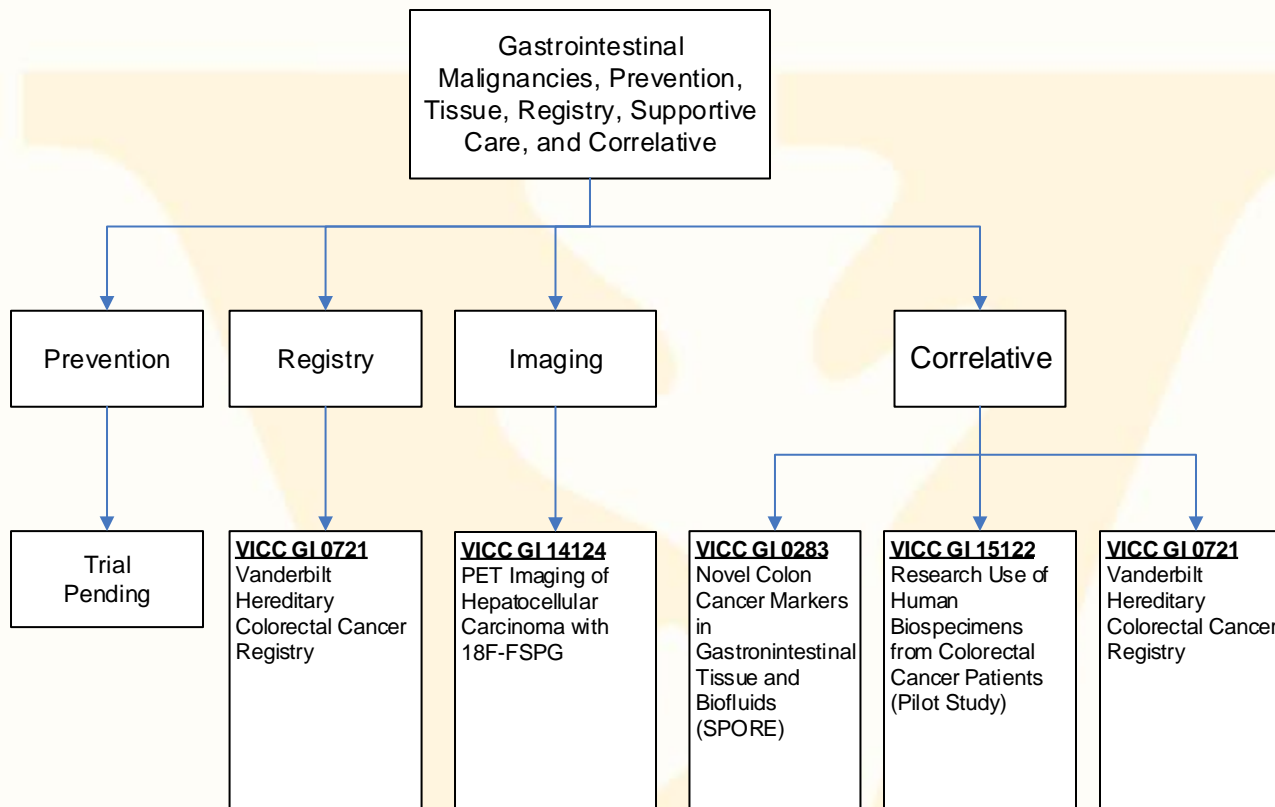 Gastrointestinal
Malignancies, Prevention,
Tissue, Registry, Supportive
Care, and Correlative
Prevention
Registry
Imaging
Correlative
Trial
Pending
VICC GI 0721
Vanderbilt
Hereditary
Colorectal Cancer
Registry
VICC GI 14124
PET Imaging of
Hepatocellular
Carcinoma with
18F-FSPG
VICC GI 0283
Novel Colon
Cancer Markers
in
Gastronintestinal
Tissue and
Biofluids
(SPORE)
VICC GI 15122
Research Use of
Human
Biospecimens
from Colorectal
Cancer Patients
(Pilot Study)
VICC GI 0721
Vanderbilt
Hereditary
Colorectal Cancer
Registry